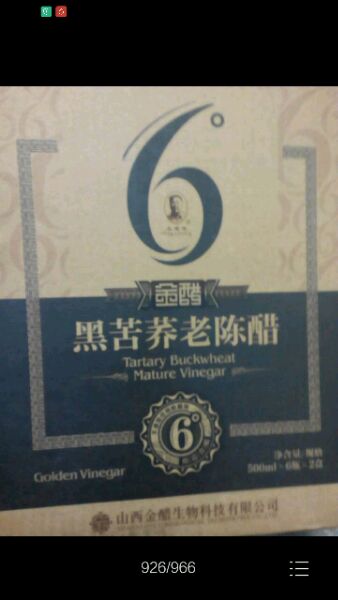 6°
金醋
黑苦荞老陈醋
Tartary Buckwheat
Mature Vinegar
6°
净含量/规格
500ml×6瓶×2盒
Golden Vinegar
山西金醋生物科技有限公司
926/966